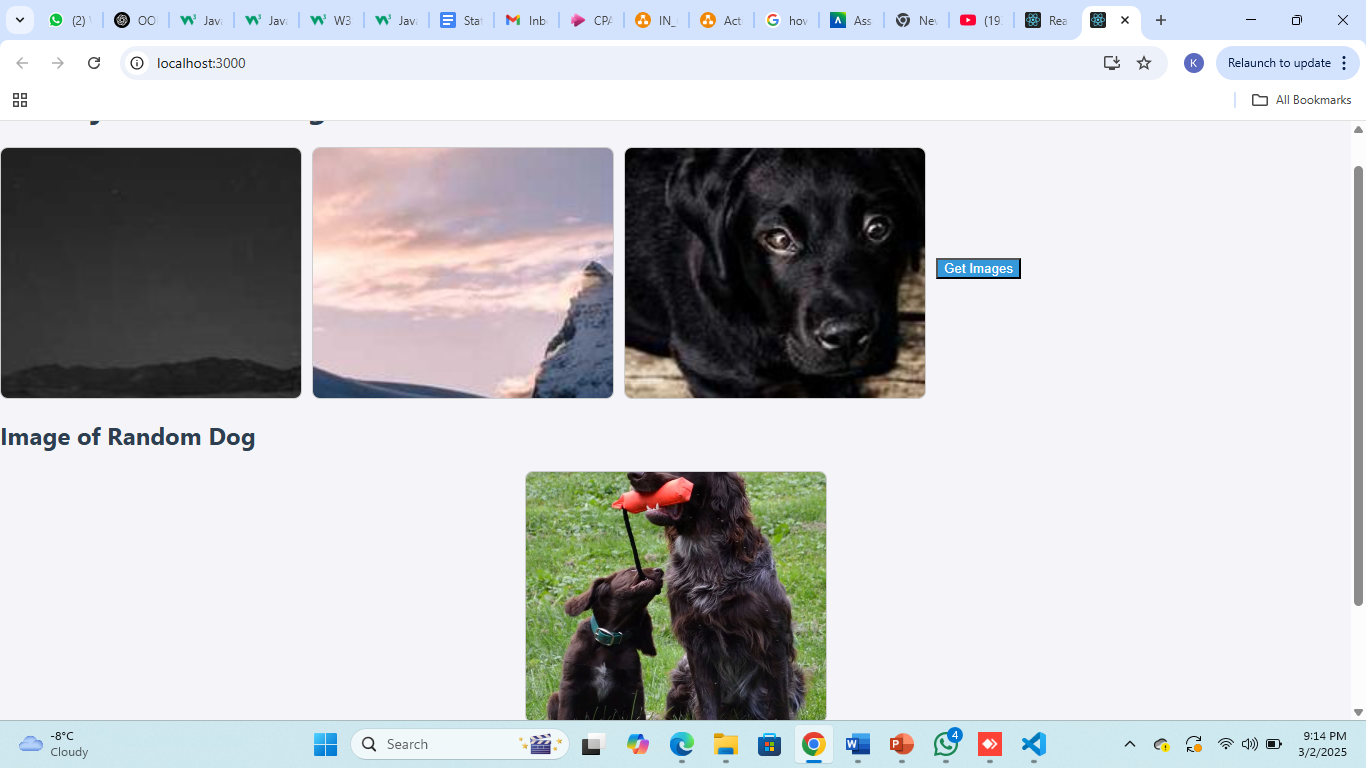 (2) W
OO
Java
Java
W3
Java
Stat
Inb
CPA
IN_
Act
how
Ass
Nev
(19
Rea
localhost:3000
K
Relaunch to update
All Bookmarks
Get Images
Image of Random Dog
-8°C
Cloudy
Search
4
9:14 PM
3/2/2025